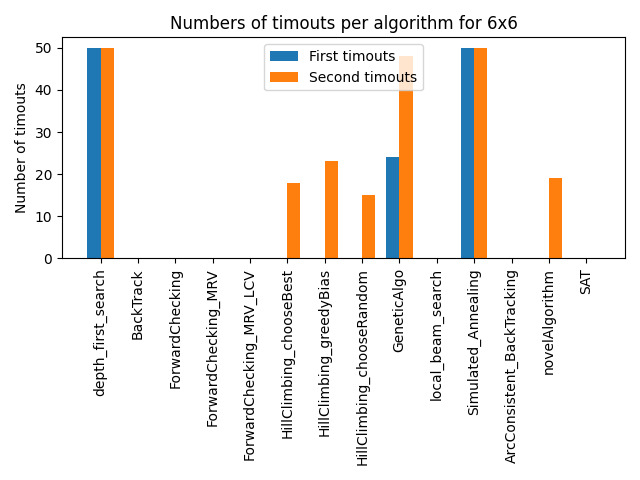 Numbers of timouts per algorithm for 6x6
First timouts
Second timouts
Number of timouts
50
40
30
20
10
0
depth_first_search
BackTrack
ForwardChecking
ForwardChecking_MRV
ForwardChecking_MRV_LCV
HillClimbing_chooseBest
HillClimbing_greedyBias
HillClimbing_chooseRandom
GeneticAlgo
local_beam_search
Simulated_Annealing
ArcConsistent_BackTracking
novelAlgorithm
SAT